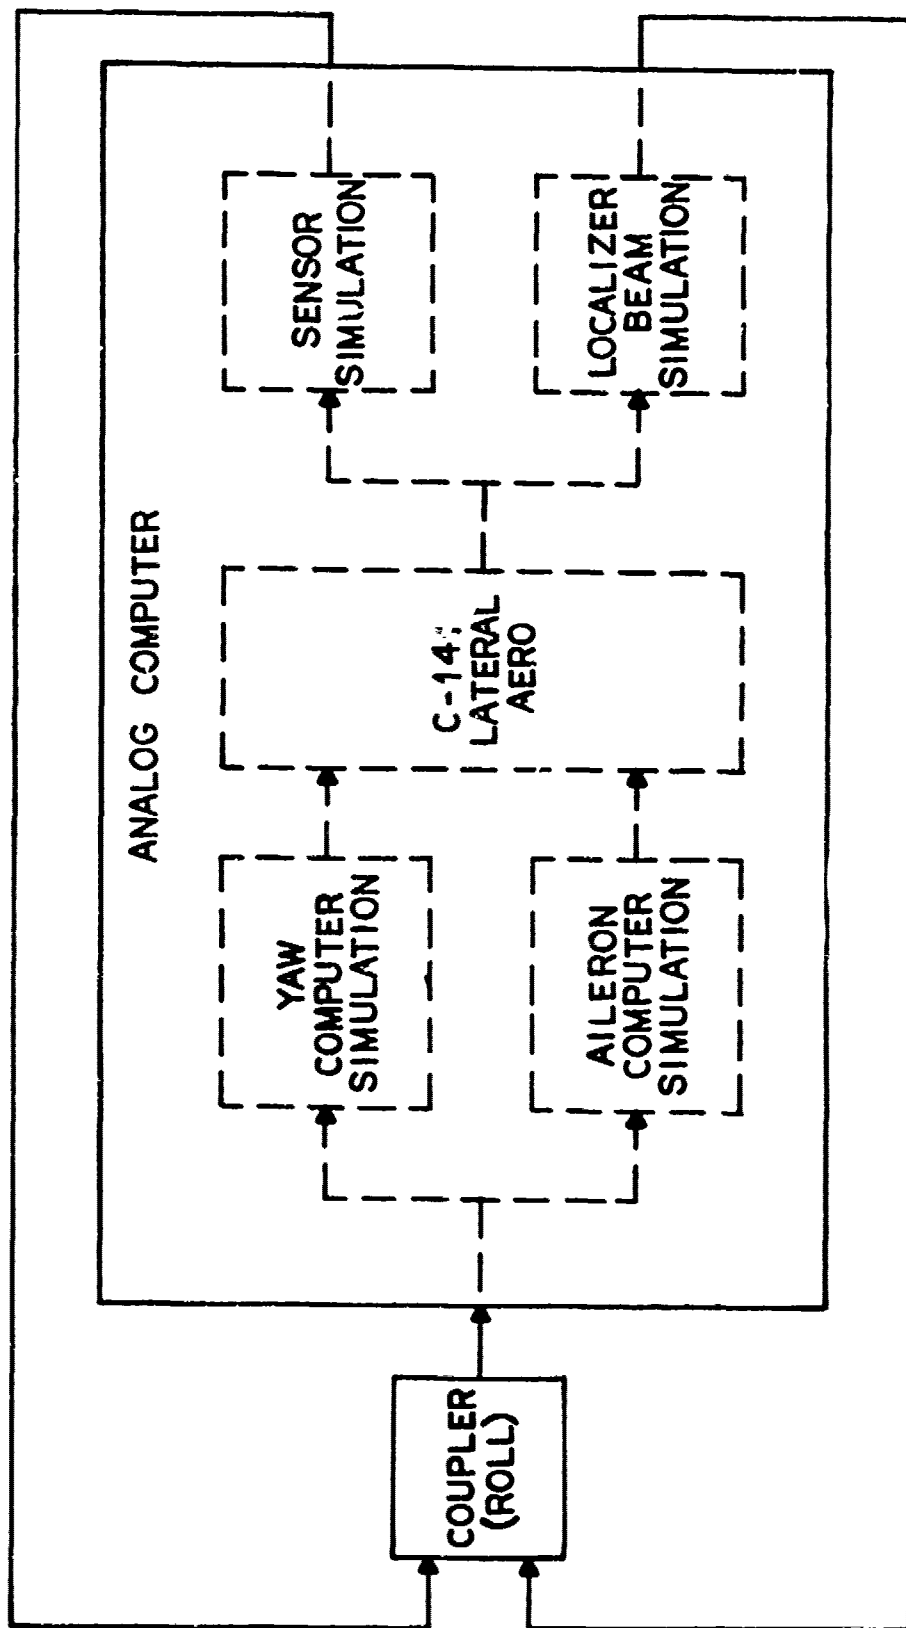 ANALOG COMPUTER
COUPLER
(ROLL)
YAW
COMPUTER
SIMULATION
AILERON
COMPUTER
SIMULATION
LATERAL
AERO
SENSOR
SIMULATION
LOCALIZER
BEAM
SIMULATION